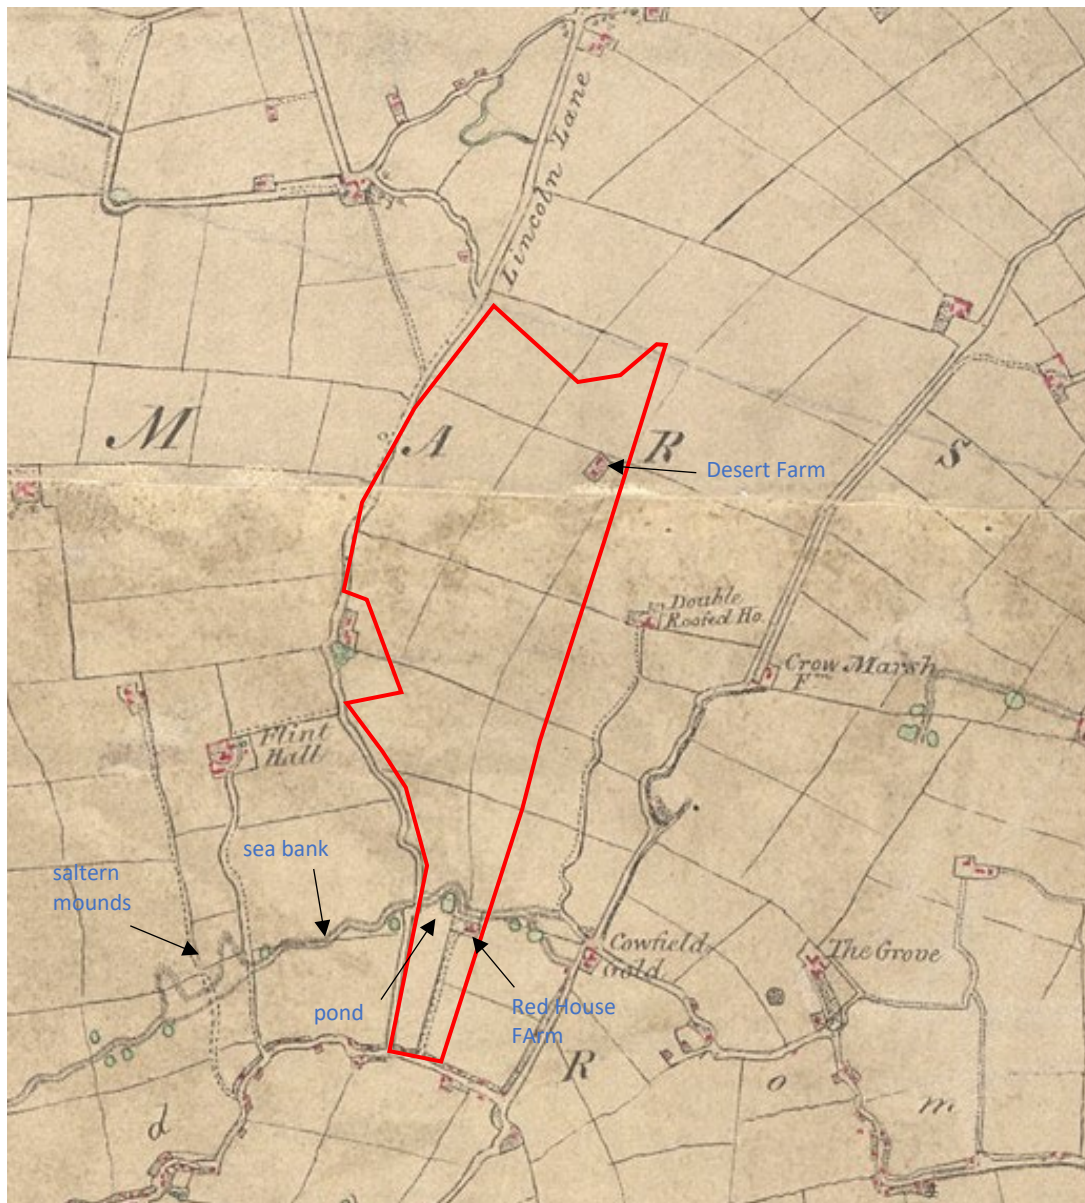 Lincoln Lane
M
A
R
S
Desert Farm
Double
Roofed Ho.
Crow Marsh
Fm
Flint
Hall
sea bank
saltern
mounds
pond
Red House
FArm
Cowfield
Gild
The Grove
R
o
m
d